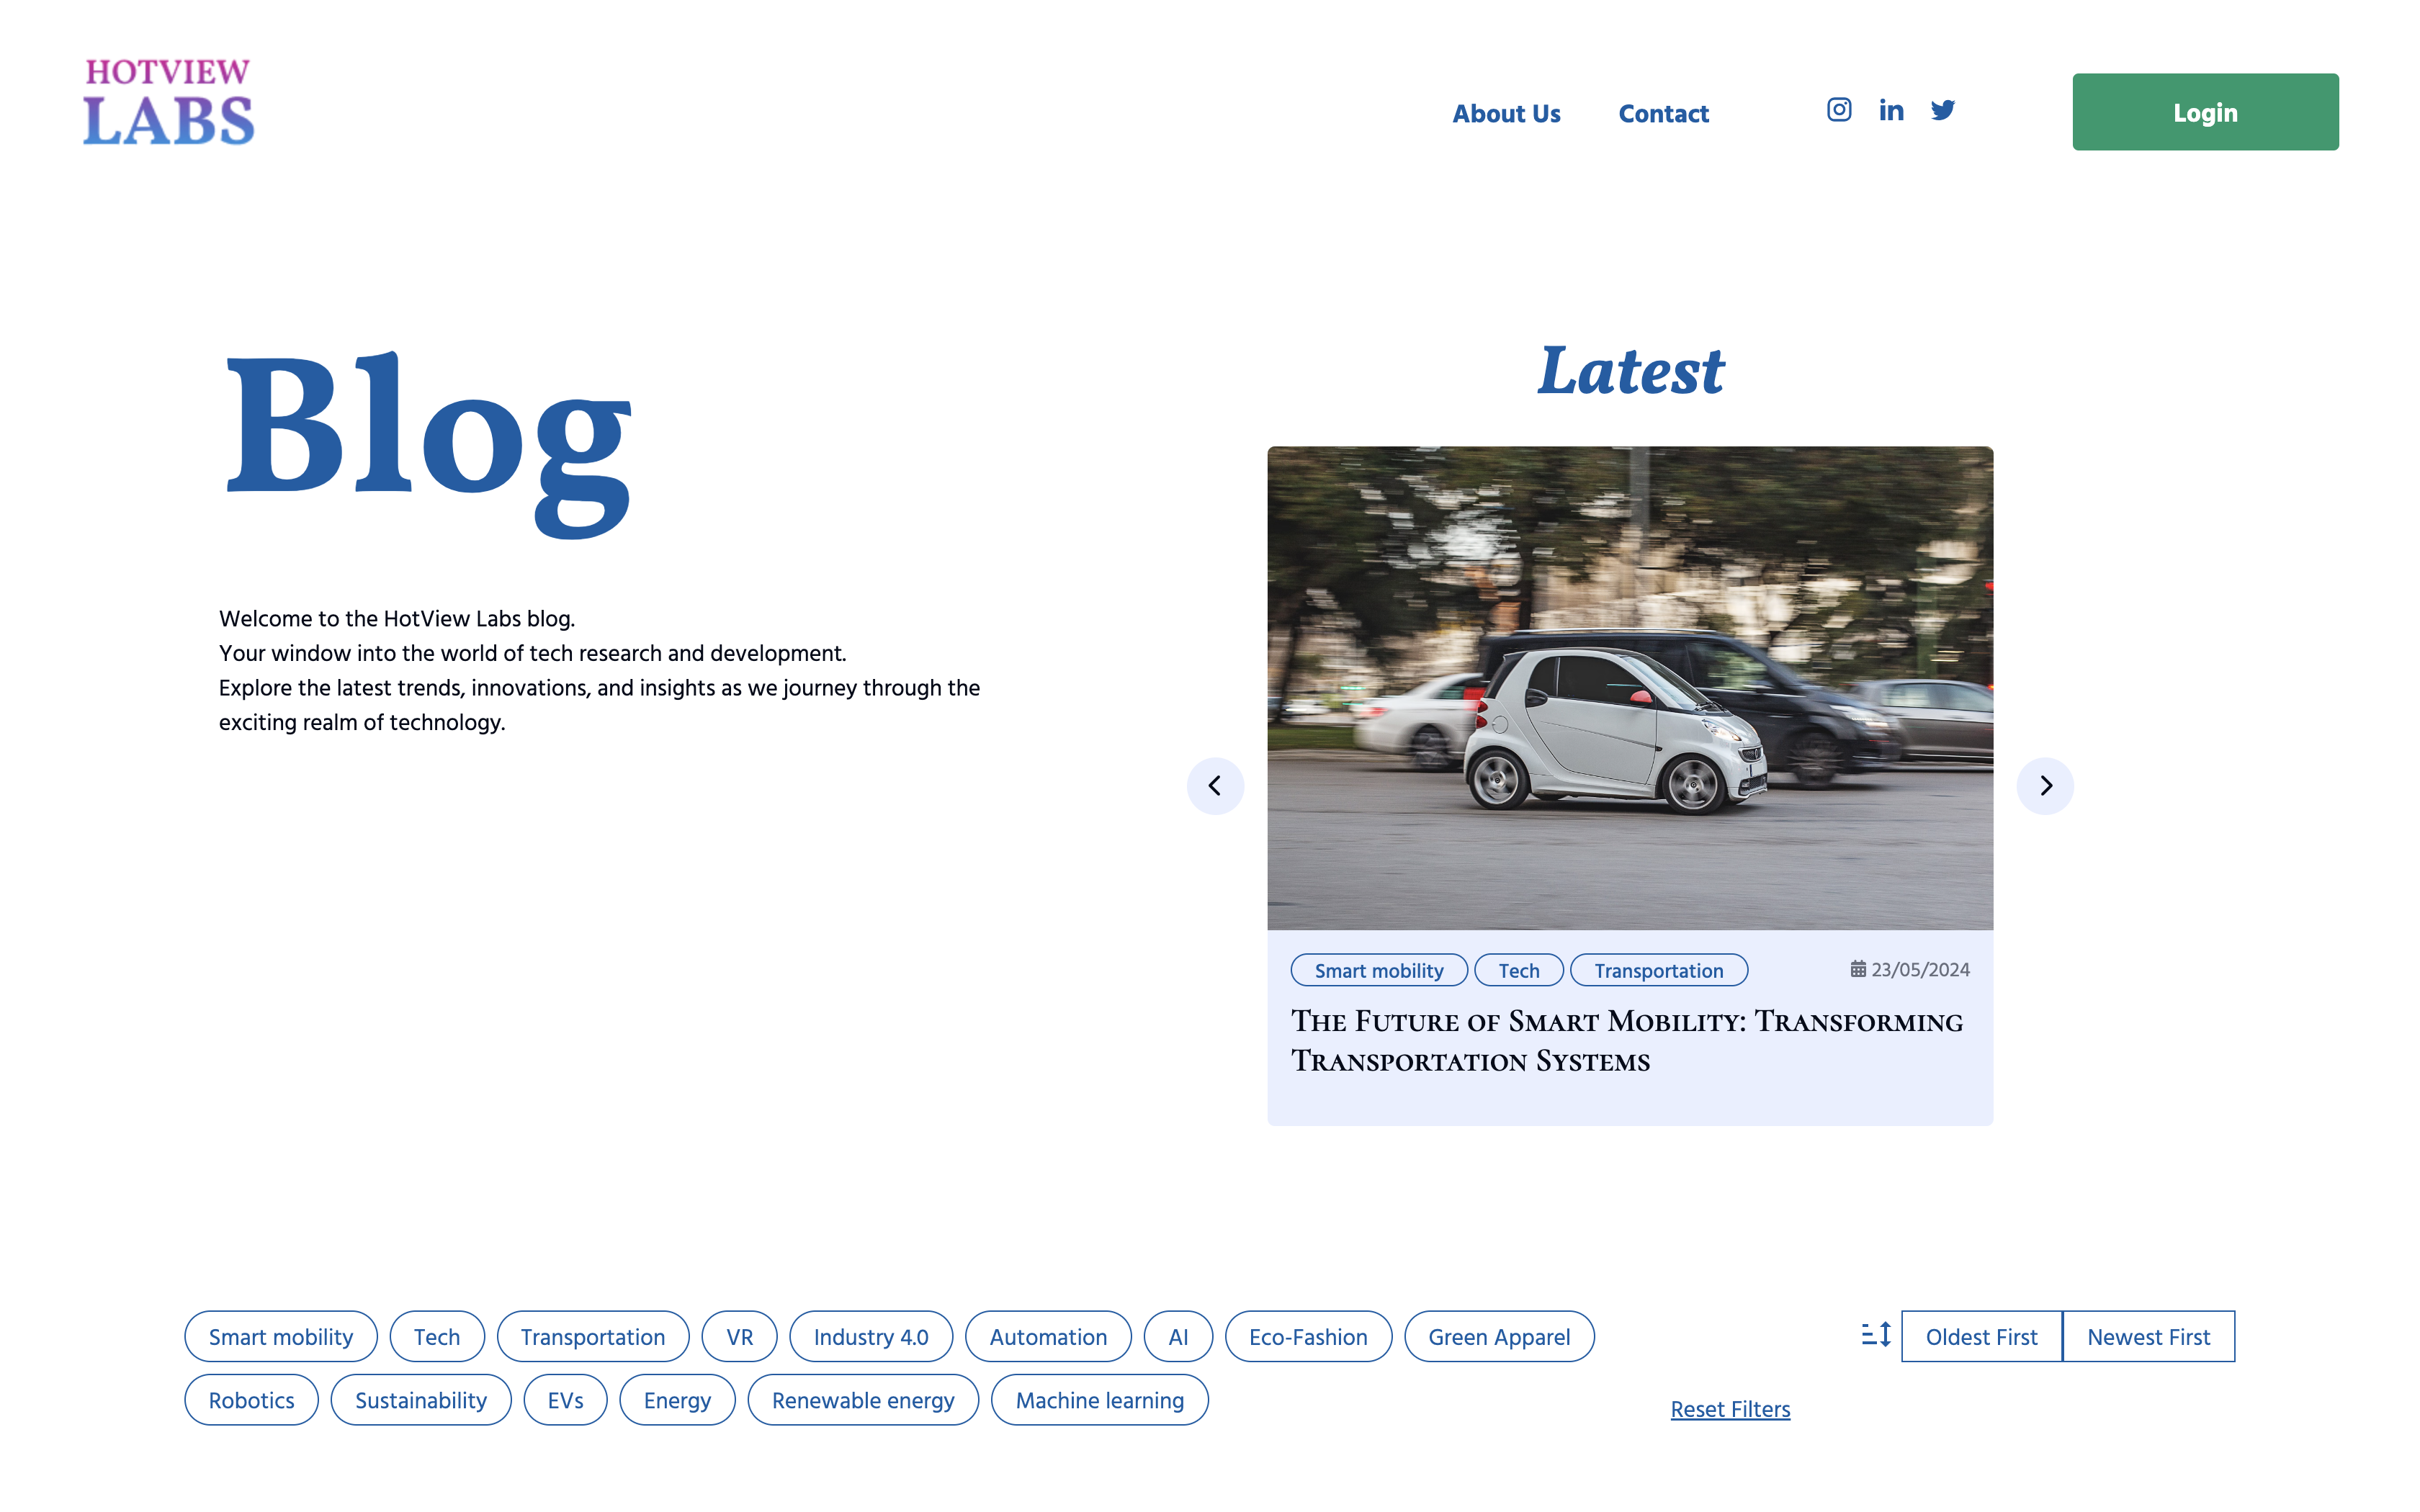 HOTVIEW
LABS
About Us
Contact
Login
Blog
Welcome to the HotView Labs blog.
Your window into the world of tech research and development.
Explore the latest trends, innovations, and insights as we journey through the
exciting realm of technology.
Latest
Smart mobility
Tech
Transportation
23/05/2024
The Future of Smart Mobility: Transforming
Transportation Systems
Smart mobility
Tech
Transportation
VR
Industry 4.0
Automation
AI
Eco-Fashion
Green Apparel
Robotics
Sustainability
EVs
Energy
Renewable energy
Machine learning
Reset Filters
Oldest First
Newest First